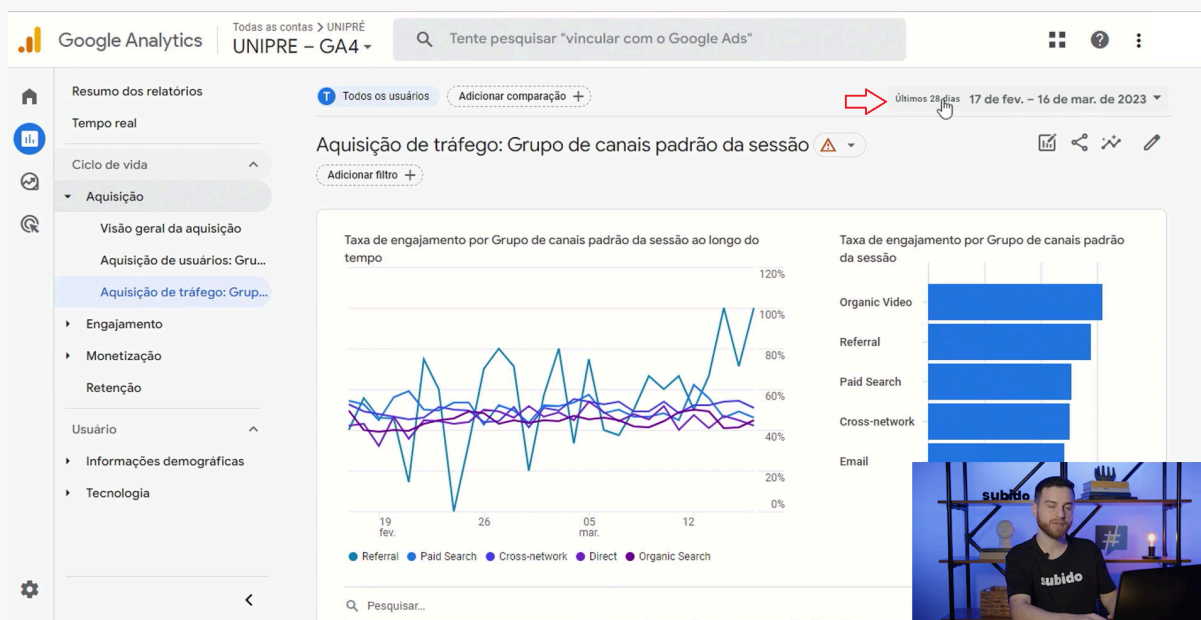 Google Analytics
Todas as contas > UNIPRÉ
UNIPRE – GA4
Tente pesquisar "vincular com o Google Ads"
Resumo dos relatórios
Tempo real
Ciclo de vida
Aquisição
Visão geral da aquisição
Aquisição de usuários: Gru...
Aquisição de tráfego: Grup...
Engajamento
Monetização
Retenção
Usuário
Informações demográficas
Tecnologia
T Todos os usuários
Adicionar comparação +
Últimos 28 dias 17 de fev. – 16 de mar. de 2023
Aquisição de tráfego: Grupo de canais padrão da sessão
Adicionar filtro +
Taxa de engajamento por Grupo de canais padrão da sessão ao longo do
tempo
120%
100%
80%
60%
40%
20%
0%
19
fev.
26
05
mar.
12
Referral
Paid Search
Cross-network
Direct
Organic Search
Taxa de engajamento por Grupo de canais padrão
da sessão
Organic Video
Referral
Paid Search
Cross-network
Email
Pesquisar...
subido
#
subido